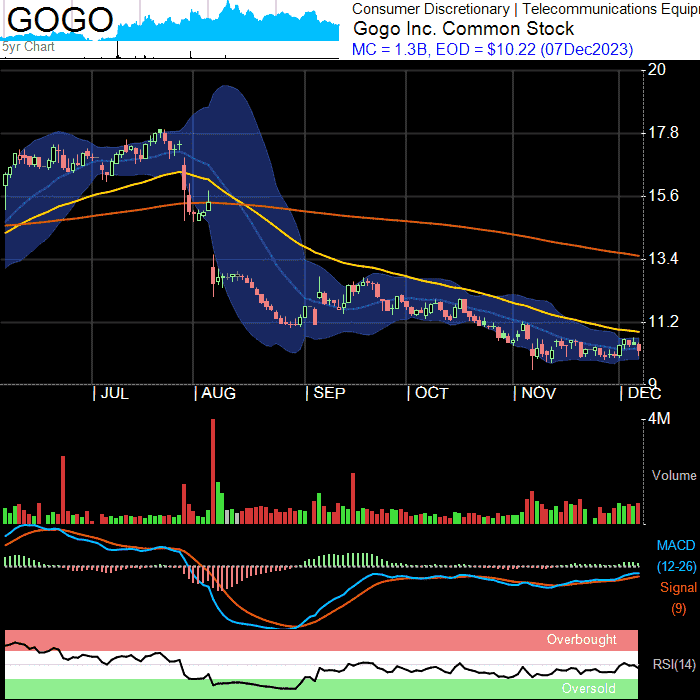 GOGO
5yr Chart
Consumer Discretionary | Telecommunications Equip
Gogo Inc. Common Stock
MC = 1.3B, EOD = $10.22 (07Dec2023)
20
17.8
15.6
13.4
11.2
9
| JUL | AUG | SEP | OCT | NOV | DEC
4M
Volume
MACD
(12-26)
Signal
(9)
Overbought
RSI(14)
Oversold